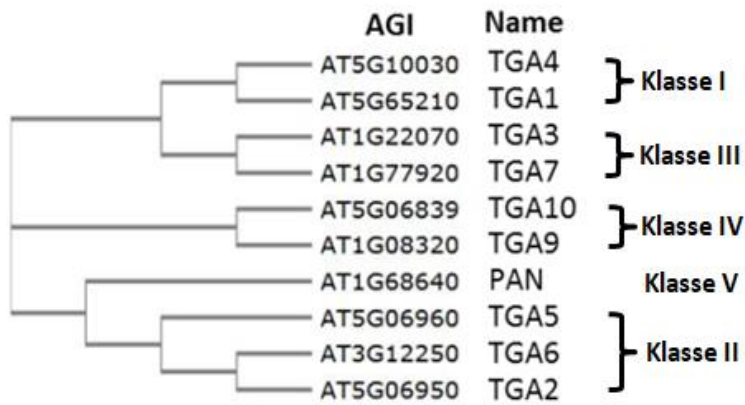 AGI Name
AT5G10030 TGA4
Klasse I
AT5G65210 TGA1
AT1G22070 TGA3
Klasse III
AT1G77920 TGA7
AT5G06839 TGA10
Klasse IV
AT1G08320 TGA9
AT1G68640 PAN Klasse V
AT5G06960 TGA5
AT3G12250 TGA6 Klasse II
AT5G06950 TGA2